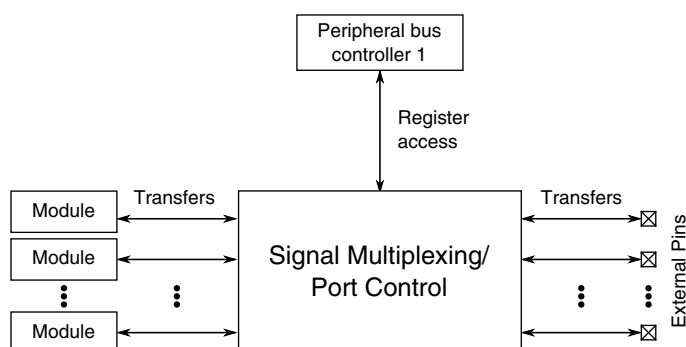 Peripheral bus
controller 1
Register
access
Transfers
Transfers
Module
Module
Module
Signal Multiplexing/
Port Control
External Pins